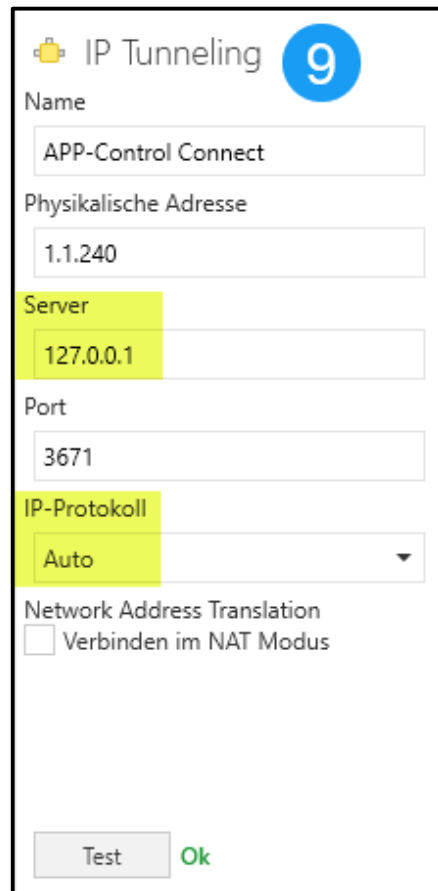 IP Tunneling 9
Name
APP-Control Connect
Physikalische Adresse
1.1.240
Server
127.0.0.1
Port
3671
IP-Protokoll
Auto
Network Address Translation
Verbinden im NAT Modus
Test Ok